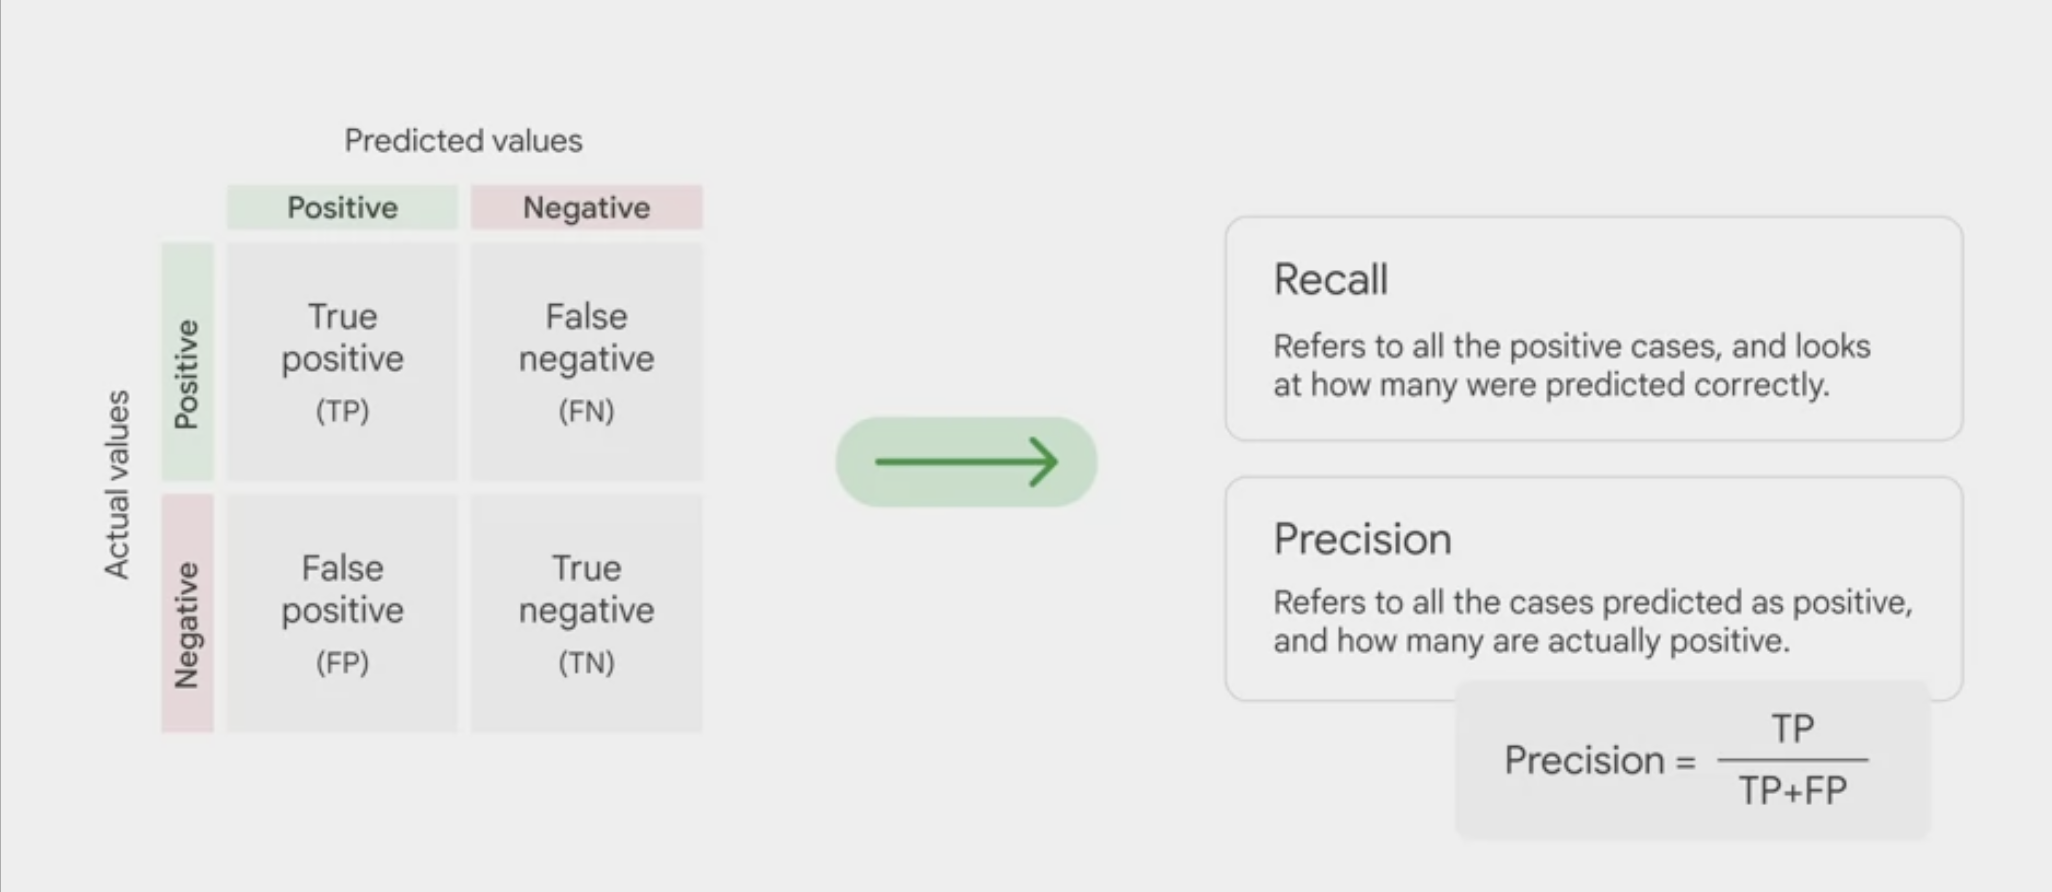 Predicted values
Positive
Negative
Actual values
Positive
True
positive
(TP)
False
negative
(FN)
Negative
False
positive
(FP)
True
negative
(TN)
Recall
Refers to all the positive cases, and looks
at how many were predicted correctly.
Precision
Refers to all the cases predicted as positive,
and how many are actually positive.
Precision =
TP
TP+FP